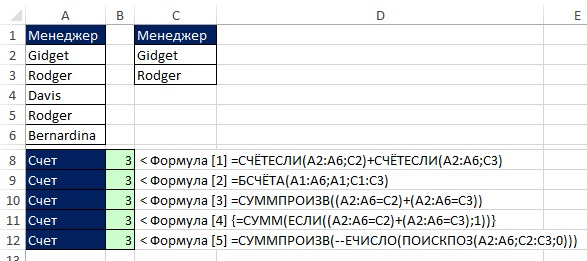 A B C D E
1 Менеджер Менеджер
2 Gidget Gidget
3 Rodger Rodger
4 Davis
5 Rodger
6 Bernardina
8 Счет 3 < Формула [1] =СЧЁТЕСЛИ(A2:A6;C2)+СЧЁТЕСЛИ(A2:A6;C3)
9 Счет 3 < Формула [2] =БСЧЁТА(A1:A6;A1;C1:C3)
10 Счет 3 < Формула [3] =СУММПРОИЗВ((A2:A6=C2)+(A2:A6=C3))
11 Счет 3 < Формула [4] {=СУММ(ЕСЛИ((A2:A6=C2)+(A2:A6=C3);1))}
12 Счет 3 < Формула [5] =СУММПРОИЗВ(--ЕЧИСЛО(ПОИСКПОЗ(A2:A6;C2:C3;0)))
13